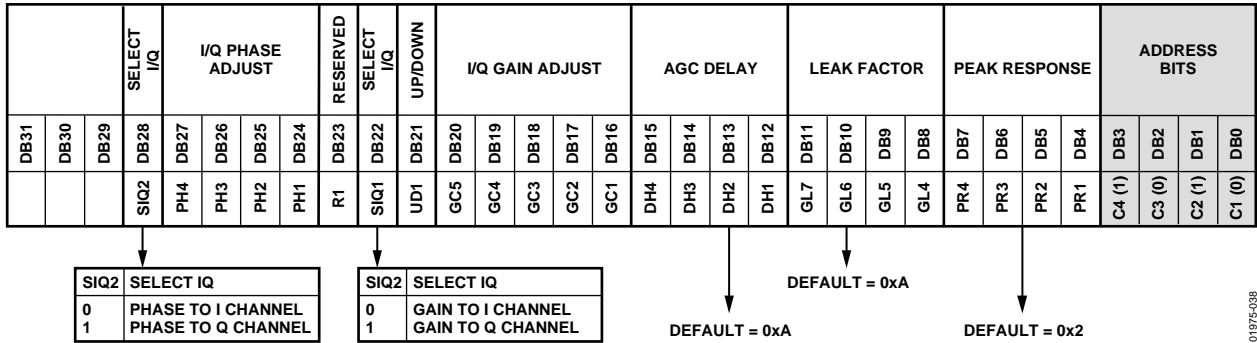 SELECT I/Q
I/Q PHASE ADJUST
RESERVED
SELECT I/Q
UP/DOWN
I/Q GAIN ADJUST
AGC DELAY
LEAK FACTOR
PEAK RESPONSE
ADDRESS BITS
DB31 DB30 DB29 DB28 DB27 DB26 DB25 DB24 DB23 DB22 DB21 DB20 DB19 DB18 DB17 DB16 DB15 DB14 DB13 DB12 DB11 DB10 DB9 DB8 DB7 DB6 DB5 DB4 DB3 DB2 DB1 DB0
SIQ2 PH4 PH3 PH2 PH1 R1 SIQ1 UD1 GC5 GC4 GC3 GC2 GC1 DH4 DH3 DH2 DH1 GL7 GL6 GL5 GL4 PR4 PR3 PR2 PR1 C4 (1) C3 (0) C2 (1) C1 (0)
SIQ2 SELECT IQ
0 PHASE TO I CHANNEL
1 PHASE TO Q CHANNEL
SIQ2 SELECT IQ
0 GAIN TO I CHANNEL
1 GAIN TO Q CHANNEL
DEFAULT = 0xA
DEFAULT = 0xA
DEFAULT = 0x2
01975-038